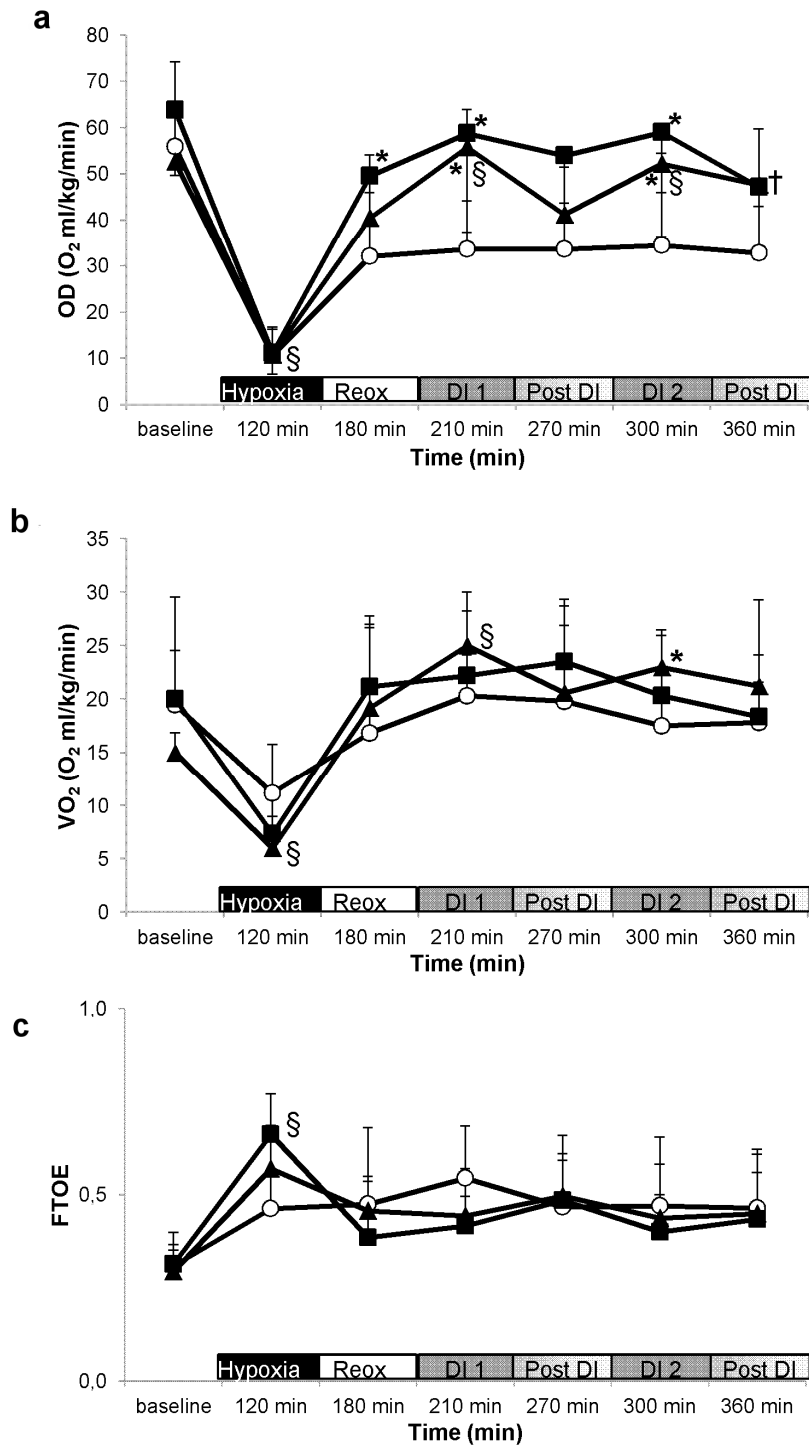 a
80
70
60
50
40
30
20
10
0
OD (O₂ ml/kg/min)
*
*
*
* §
* §
†
§
Hypoxia Reox DI 1 Post DI DI 2 Post DI
baseline 120 min 180 min 210 min 270 min 300 min 360 min
Time (min)
b
35
30
25
20
15
10
5
0
VO₂ (O₂ ml/kg/min)
§
*
§
Hypoxia Reox DI 1 Post DI DI 2 Post DI
baseline 120 min 180 min 210 min 270 min 300 min 360 min
Time (min)
c
1,0
0,5
0,0
FTOE
§
Hypoxia Reox DI 1 Post DI DI 2 Post DI
baseline 120 min 180 min 210 min 270 min 300 min 360 min
Time (min)